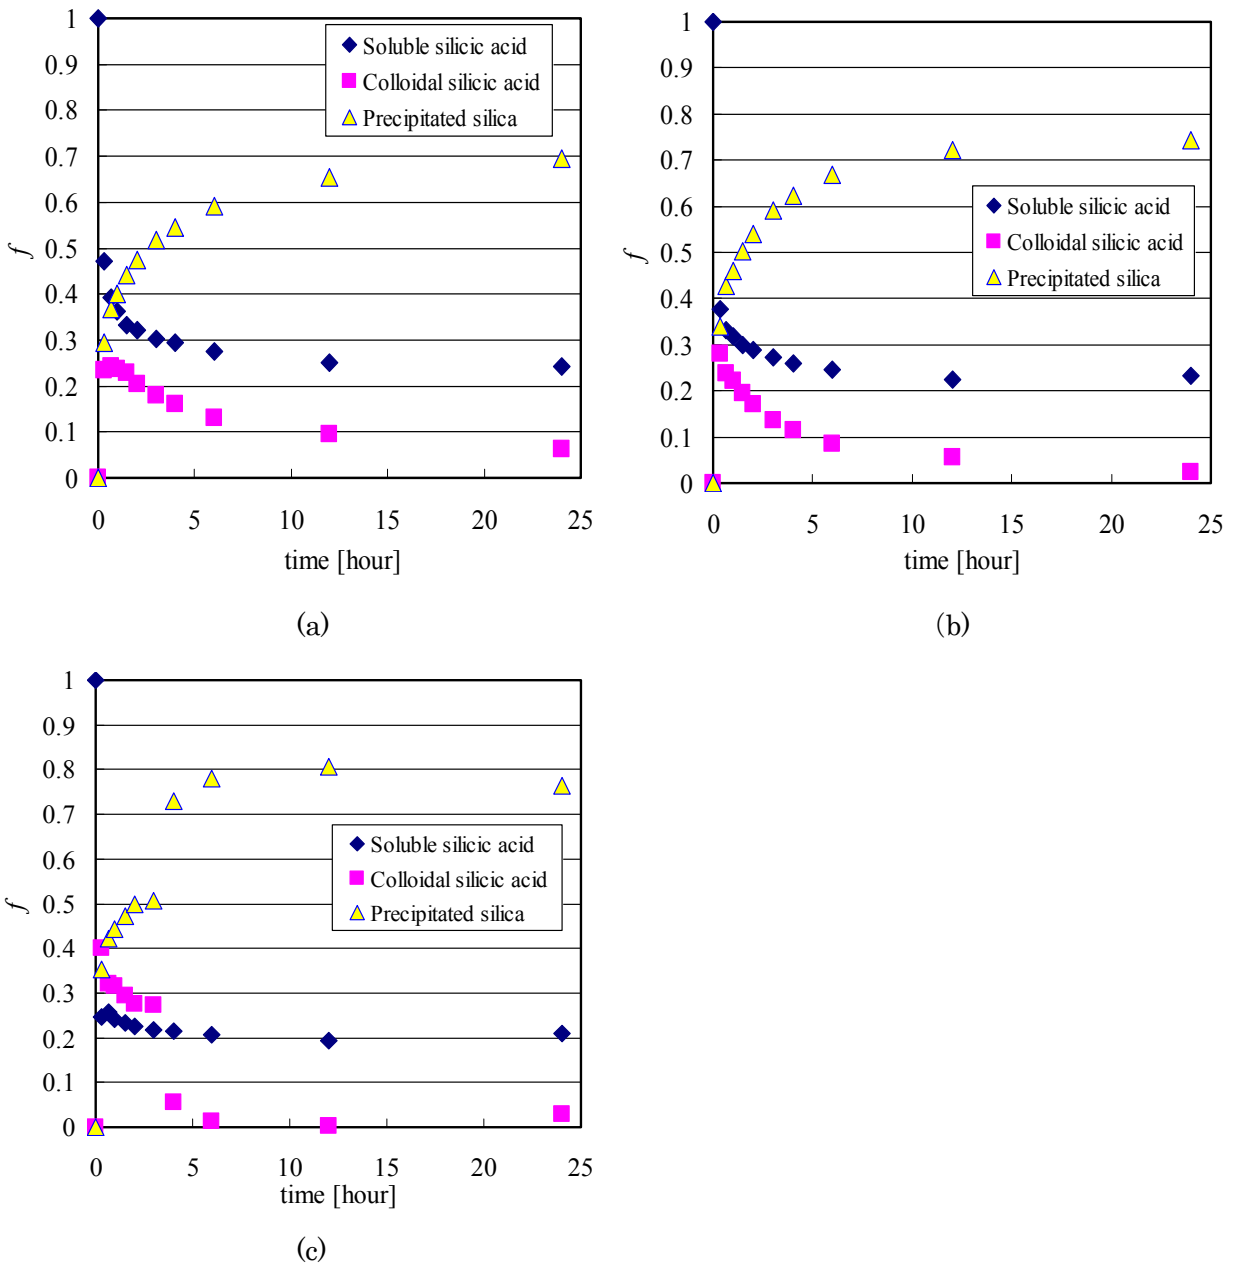 1
0.9
0.8
0.7
0.6
0.5
0.4
0.3
0.2
0.1
0
f
Soluble silicic acid
Colloidal silicic acid
Precipitated silica
0 5 10 15 20 25
time [hour]
(a)
1
0.9
0.8
0.7
0.6
0.5
0.4
0.3
0.2
0.1
0
f
Soluble silicic acid
Colloidal silicic acid
Precipitated silica
0 5 10 15 20 25
time [hour]
(b)
1
0.9
0.8
0.7
0.6
0.5
0.4
0.3
0.2
0.1
0
f
Soluble silicic acid
Colloidal silicic acid
Precipitated silica
0 5 10 15 20 25
time [hour]
(c)